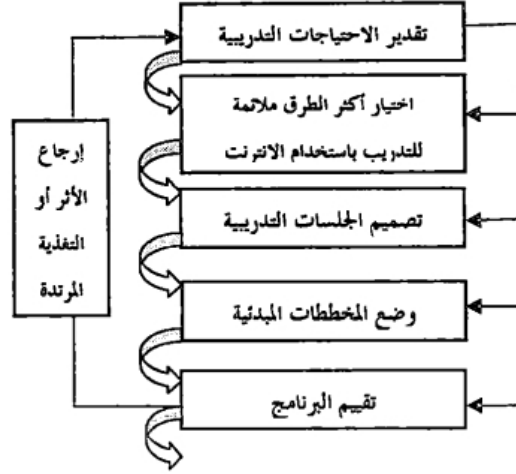 تقدير الاحتياجات التدريبية
اختيار أكثر الطرق ملائمة
للتدريب باستخدام الانترنت
تصميم الجلسات التدريبية
وضع المخططات المبدئية
تقييم البرنامج
إرجاع
الأثر أو
التغذية
المرتدة